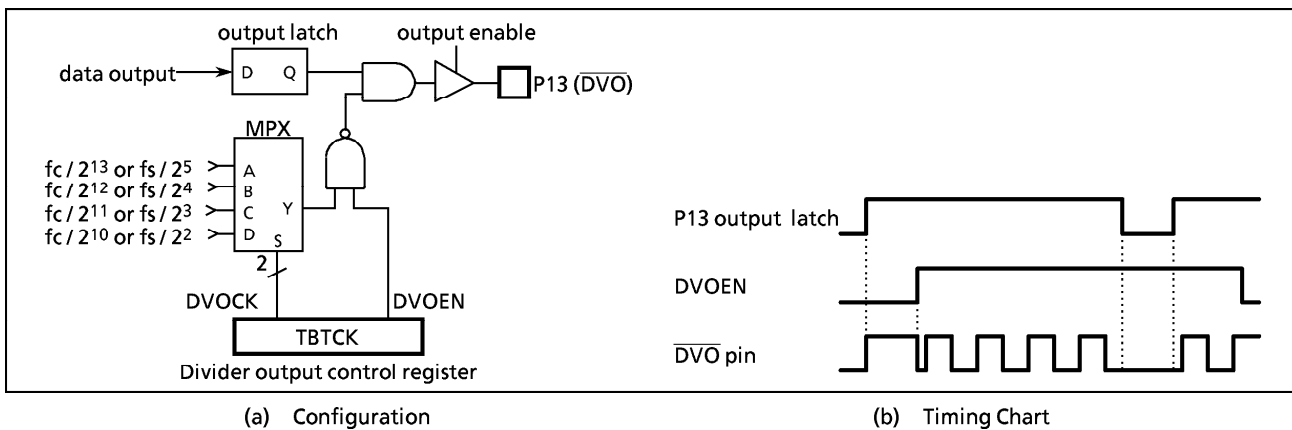 output latch
output enable
data output
D Q
P13 (DVO)
MPX
fc / 2¹³ or fs / 2⁵ A
fc / 2¹² or fs / 2⁴ B
fc / 2¹¹ or fs / 2³ C
fc / 2¹⁰ or fs / 2² D
Y
S
2
DVOCK
DVOEN
TBTCK
Divider output control register
P13 output latch
DVOEN
DVO pin
(a) Configuration
(b) Timing Chart